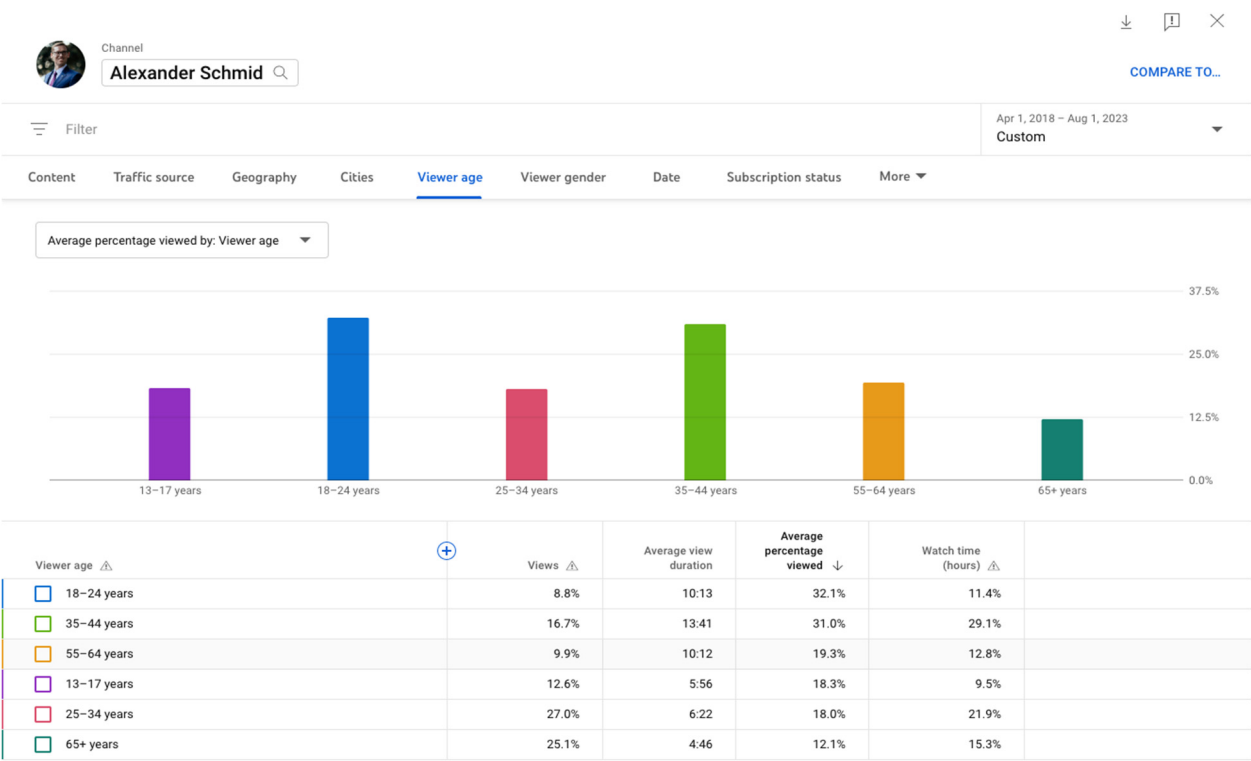 Channel
Alexander Schmid
COMPARE TO...
Filter
Apr 1, 2018 – Aug 1, 2023
Custom
Content Traffic source Geography Cities Viewer age Viewer gender Date Subscription status More
Average percentage viewed by: Viewer age
37.5%
25.0%
12.5%
0.0%
13–17 years 18–24 years 25–34 years 35–44 years 55–64 years 65+ years
Viewer age Views Average view duration Average percentage viewed Watch time (hours)
18–24 years 8.8% 10:13 32.1% 11.4%
35–44 years 16.7% 13:41 31.0% 29.1%
55–64 years 9.9% 10:12 19.3% 12.8%
13–17 years 12.6% 5:56 18.3% 9.5%
25–34 years 27.0% 6:22 18.0% 21.9%
65+ years 25.1% 4:46 12.1% 15.3%